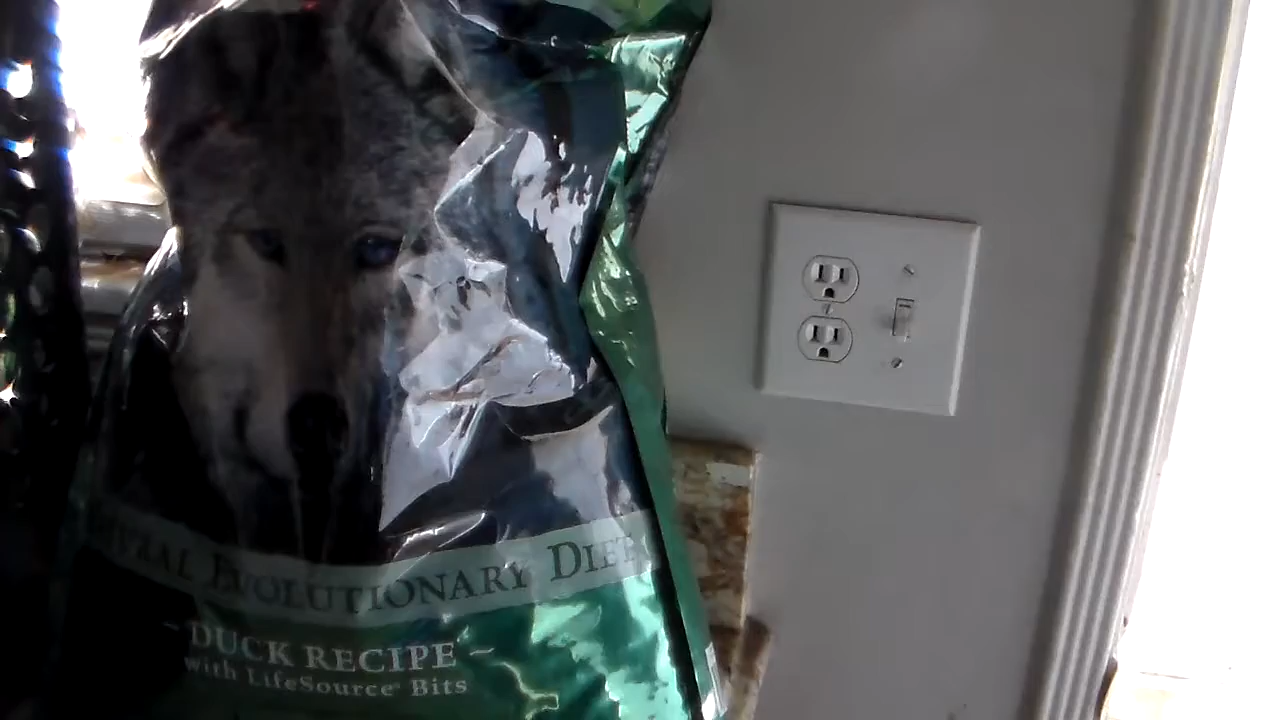 EVOLUTIONARY DIET
~ DUCK RECIPE ~
with LifeSource® Bits